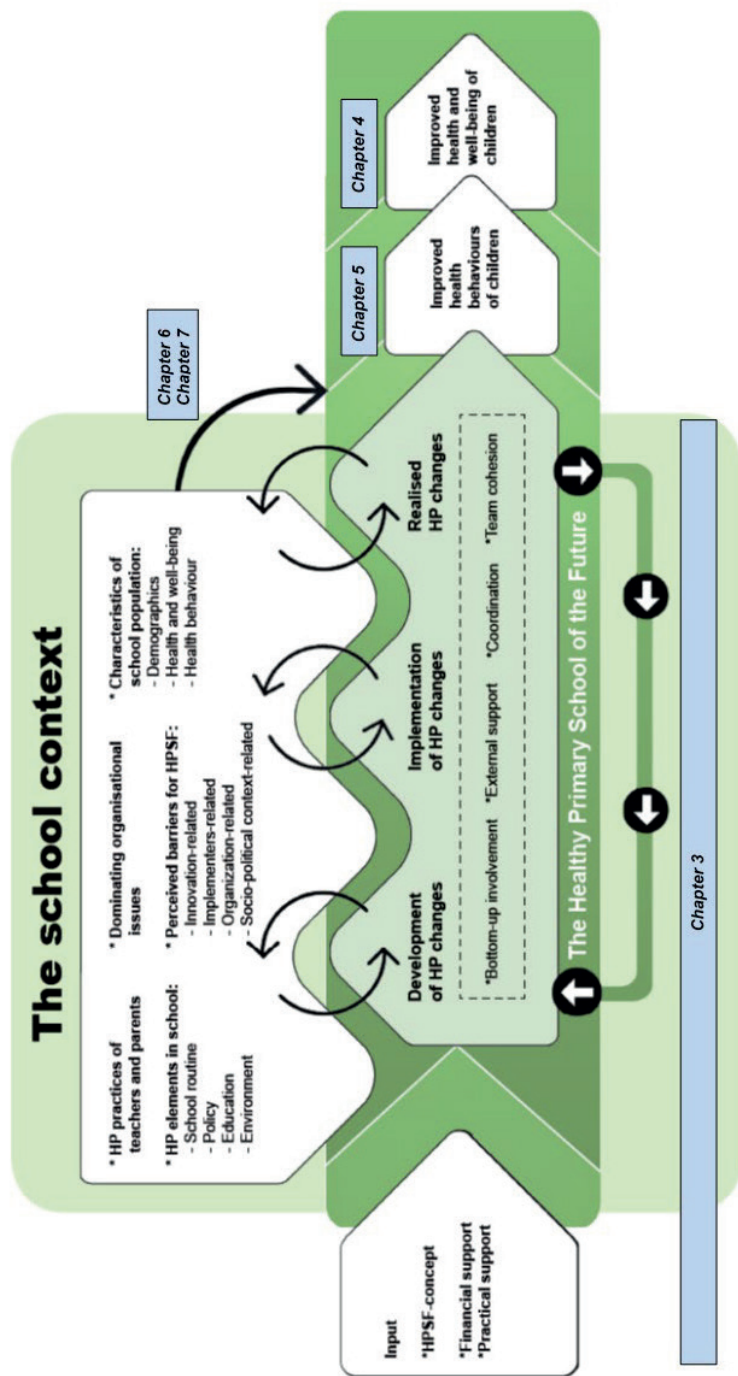 The school context
* HP practices of
teachers and parents
* HP elements in school:
- School routine
- Policy
- Education
- Environment
* Dominating organisational
issues
* Perceived barriers for HPSF:
- Innovation-related
- Implementers-related
- Organization-related
- Socio-political context-related
* Characteristics of
school population:
- Demographics
- Health and well-being
- Health behaviour
Chapter 6
Chapter 7
Input
*HPSF-concept
*Financial support
*Practical support
Development
of HP changes
Implementation
of HP changes
Realised
HP changes
*Bottom-up involvement *External support *Coordination *Team cohesion
The Healthy Primary School of the Future
Chapter 5
Improved
health
behaviours
of children
Chapter 4
Improved
health and
well-being of
children
Chapter 3